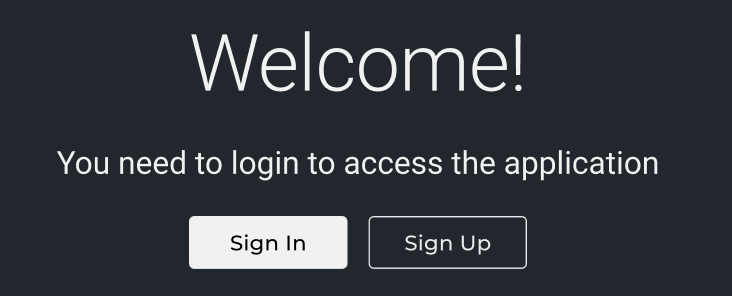 Welcome!
You need to login to access the application
Sign In
Sign Up